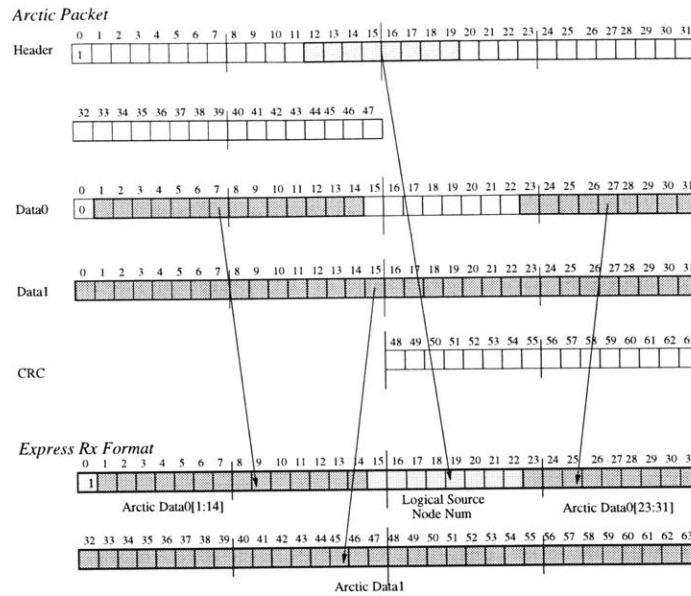 Arctic Packet
0 1 2 3 4 5 6 7 8 9 10 11 12 13 14 15 16 17 18 19 20 21 22 23 24 25 26 27 28 29 30 31
Header
1
32 33 34 35 36 37 38 39 40 41 42 43 44 45 46 47
0 1 2 3 4 5 6 7 8 9 10 11 12 13 14 15 16 17 18 19 20 21 22 23 24 25 26 27 28 29 30 31
Data0
0
0 1 2 3 4 5 6 7 8 9 10 11 12 13 14 15 16 17 18 19 20 21 22 23 24 25 26 27 28 29 30 31
Data1
48 49 50 51 52 53 54 55 56 57 58 59 60 61 62
CRC
Express Rx Format
0 1 2 3 4 5 6 7 8 9 10 11 12 13 14 15 16 17 18 19 20 21 22 23 24 25 26 27 28 29 30
1
Arctic Data0[1:14]
Logical Source
Node Num
Arctic Data0[23:31]
32 33 34 35 36 37 38 39 40 41 42 43 44 45 46 47 48 49 50 51 52 53 54 55 56 57 58 59 60 61 62 63
Arctic Data1